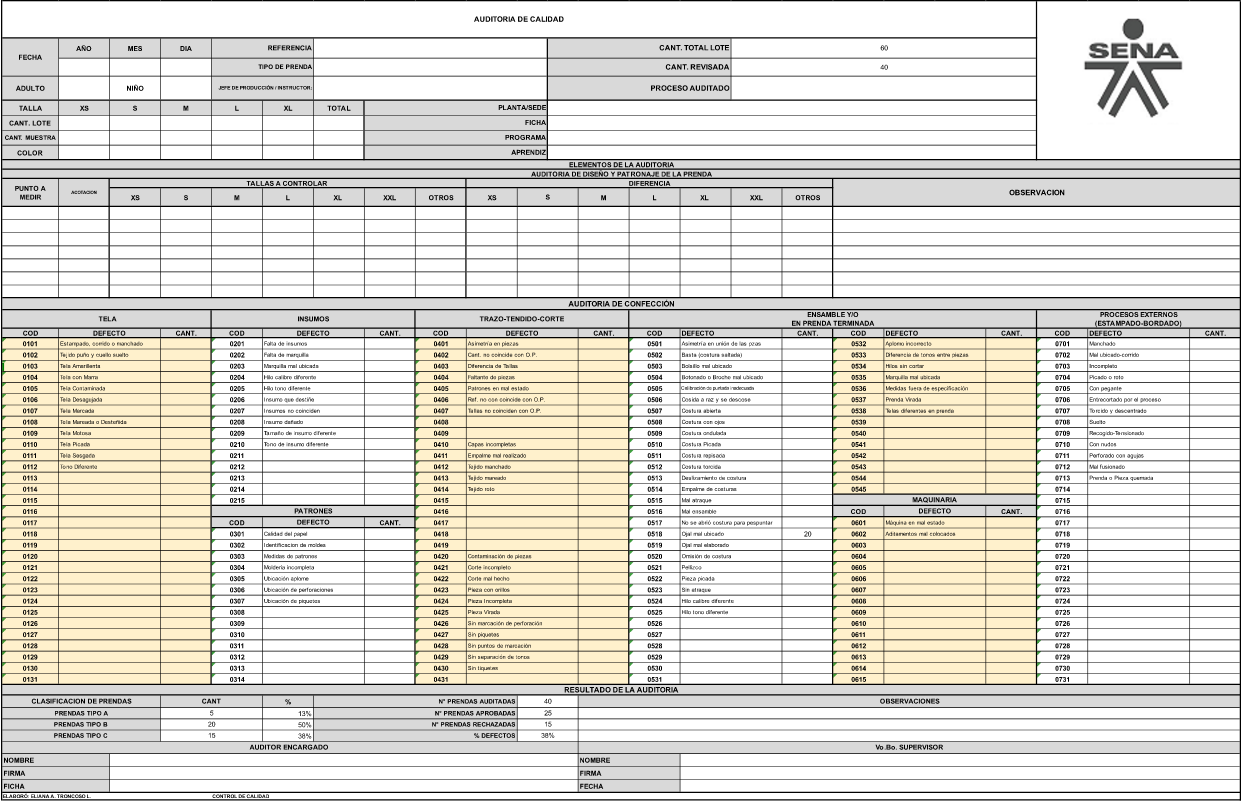 AUDITORIA DE CALIDAD
SENA
FECHA AÑO MES DIA REFERENCIA CANT. TOTAL LOTE 60
TIPO DE PRENDA CANT. REVISADA 40
ADULTO NIÑO JEFE DE PRODUCCIÓN / INSTRUCTOR: PROCESO AUDITADO
TALLA XS S M L XL TOTAL PLANTA/SEDE
CANT. LOTE FICHA
CANT. MUESTRA PROGRAMA
COLOR APRENDIZ
ELEMENTOS DE LA AUDITORIA
AUDITORIA DE DISEÑO Y PATRONAJE DE LA PRENDA
PUNTO A MEDIR ACOTACION TALLAS A CONTROLAR DIFERENCIA OBSERVACION
XS S M L XL XXL OTROS XS S M L XL XXL OTROS
AUDITORIA DE CONFECCIÓN
TELA
COD DEFECTO CANT.
0101 Estampado, corrido o manchado
0102 Tejido puño y cuello suelto
0103 Tela Amarillenta
0104 Tela con Marra
0105 Tela Contaminada
0106 Tela Desagujada
0107 Tela Mareada
0108 Tela Mareada o Desteñida
0109 Tela Motosa
0110 Tela Picada
0111 Tela Sesgada
0112 Tono Diferente
0113
0114
0115
0116
0117
0118
0119
0120
0121
0122
0123
0124
0125
0126
0127
0128
0129
0130
0131
INSUMOS
COD DEFECTO CANT.
0201 Falta de insumos
0202 Falta de marquilla
0203 Marquilla mal ubicada
0204 Hilo calibre diferente
0205 Hilo tono diferente
0206 Insumo que destiñe
0207 Insumos no coinciden
0208 Insumo dañado
0209 Tamaño de insumo diferente
0210 Tono de insumo diferente
0211
0212
0213
0214
0215
PATRONES
COD DEFECTO CANT.
0301 Calidad del papel
0302 Identificacion de moldes
0303 Medidas de patrones
0304 Moldería incompleta
0305 Ubicación aplome
0306 Ubicación de perforaciones
0307 Ubicación de piquetes
0308
0309
0310
0311
0312
0313
0314
TRAZO-TENDIDO-CORTE
COD DEFECTO CANT.
0401 Asimetría en piezas
0402 Cant. no coincide con O.P.
0403 Diferencia de Tallas
0404 Faltante de piezas
0405 Patrones en mal estado
0406 Ref. no con coincide con O.P.
0407 Tallas no coinciden con O.P.
0408
0409
0410 Capas incompletas
0411 Empalme mal realizado
0412 Tejido manchado
0413 Tejido mareado
0414 Tejido roto
0415
0416
0417
0418
0419
0420 Contaminación de piezas
0421 Corte incompleto
0422 Corte mal hecho
0423 Pieza con orillos
0424 Pieza Incompleta
0425 Pieza Virada
0426 Sin marcación de perforación
0427 Sin piquetes
0428 Sin puntos de marcación
0429 Sin separación de tonos
0430 Sin tiquetes
0431
ENSAMBLE Y/O
EN PRENDA TERMINADA
COD DEFECTO CANT.
0501 Asimetría en unión de las pzas
0502 Basta (costura saltada)
0503 Bolsillo mal ubicado
0504 Botonado o Broche mal ubicado
0505 Calibración de puntada inadecuada
0506 Cosida a raz y se descose
0507 Costura abierta
0508 Costura con ojos
0509 Costura ondulada
0510 Costura Picada
0511 Costura repisada
0512 Costura torcida
0513 Deslizamiento de costura
0514 Empalme de costuras
0515 Mal atraque
0516 Mal ensamble
0517 No se abrió costura para pespuntar
0518 Ojal mal ubicado 20
0519 Ojal mal elaborado
0520 Omisión de costura
0521 Pellizco
0522 Pieza picada
0523 Sin atraque
0524 Hilo calibre diferente
0525 Hilo tono diferente
0526
0527
0528
0529
0530
0531
COD DEFECTO CANT.
0532 Aplomo incorrecto
0533 Diferencia de tonos entre piezas
0534 Hilos sin cortar
0535 Marquilla mal ubicada
0536 Medidas fuera de especificación
0537 Prenda Virada
0538 Telas diferentes en prenda
0539
0540
0541
0542
0543
0544
0545
MAQUINARIA
COD DEFECTO CANT.
0601 Máquina en mal estado
0602 Aditamentos mal colocados
0603
0604
0605
0606
0607
0608
0609
0610
0611
0612
0613
0614
0615
PROCESOS EXTERNOS
(ESTAMPADO-BORDADO)
COD DEFECTO CANT.
0701 Manchado
0702 Mal ubicado-corrido
0703 Incompleto
0704 Picado o roto
0705 Con pegante
0706 Entrecortado por el proceso
0707 Torcido y descentrado
0708 Suelto
0709 Recogido-Tensionado
0710 Con nudos
0711 Perforado con agujas
0712 Mal fusionado
0713 Prenda o Pieza quemada
0714
0715
0716
0717
0718
0719
0720
0721
0722
0723
0724
0725
0726
0727
0728
0729
0730
0731
RESULTADO DE LA AUDITORIA
CLASIFICACION DE PRENDAS CANT % N° PRENDAS AUDITADAS 40 OBSERVACIONES
PRENDAS TIPO A 5 13% N° PRENDAS APROBADAS 25
PRENDAS TIPO B 20 50% N° PRENDAS RECHAZADAS 15
PRENDAS TIPO C 15 38% % DEFECTOS 38%
AUDITOR ENCARGADO Vo.Bo. SUPERVISOR
NOMBRE NOMBRE
FIRMA FIRMA
FICHA FECHA
ELABORÓ: ELIANA A. TRONCOSO L. CONTROL DE CALIDAD